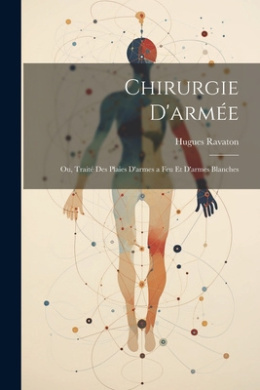 Chirurgie
D'armée
Hugues Ravaton
Ou, Traité Des Plaies D'armes a Feu Et D'armes Blanches